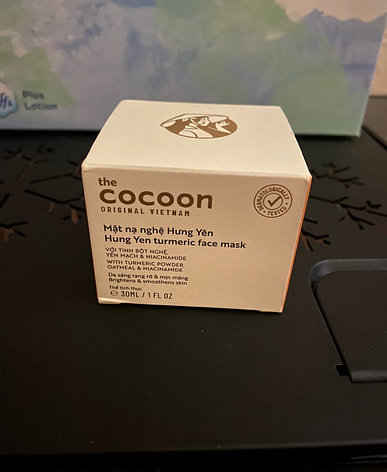 Plus
Lotion
the
cocoon
ORIGINAL VIETNAM
DERMATOLOGICALLY
TESTED
Mặt nạ nghệ Hưng Yên
Hung Yen turmeric face mask
VỚI TINH BỘT NGHỆ,
YẾN MẠCH & NIACINAMIDE
WITH TURMERIC POWDER,
OATMEAL & NIACINAMIDE
Da sáng rạng rỡ & mịn màng
Brightens & smoothens skin
Thể tích thực:
℮ 30ML / 1 FL OZ